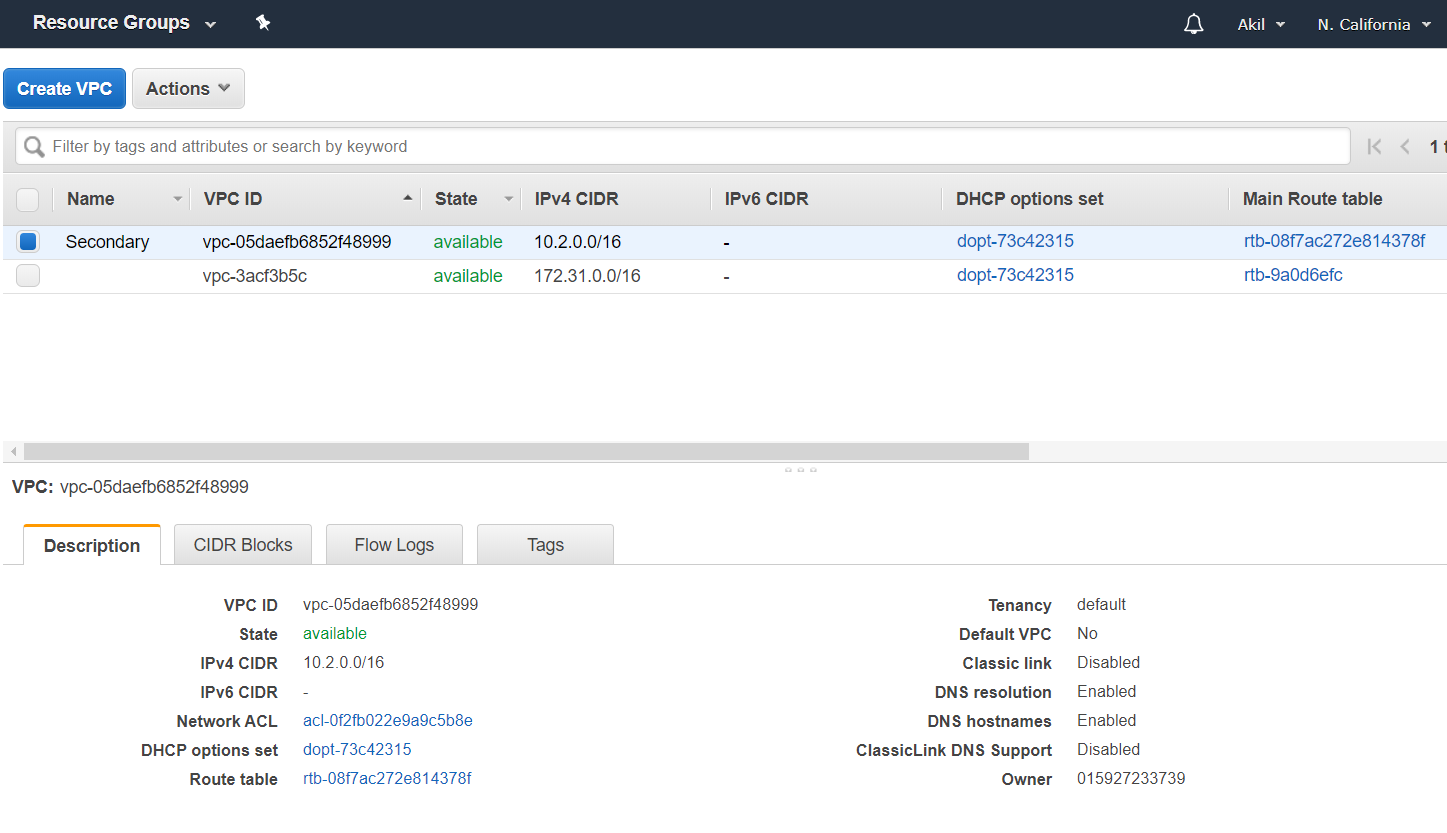 Resource Groups Akil N. California
Create VPC Actions
Filter by tags and attributes or search by keyword 1 t
Name VPC ID State IPv4 CIDR IPv6 CIDR DHCP options set Main Route table
Secondary vpc-05daefb6852f48999 available 10.2.0.0/16 - dopt-73c42315 rtb-08f7ac272e814378f
vpc-3acf3b5c available 172.31.0.0/16 - dopt-73c42315 rtb-9a0d6efc
VPC: vpc-05daefb6852f48999
Description CIDR Blocks Flow Logs Tags
VPC ID vpc-05daefb6852f48999 Tenancy default
State available Default VPC No
IPv4 CIDR 10.2.0.0/16 Classic link Disabled
IPv6 CIDR - DNS resolution Enabled
Network ACL acl-0f2fb022e9a9c5b8e DNS hostnames Enabled
DHCP options set dopt-73c42315 ClassicLink DNS Support Disabled
Route table rtb-08f7ac272e814378f Owner 015927233739